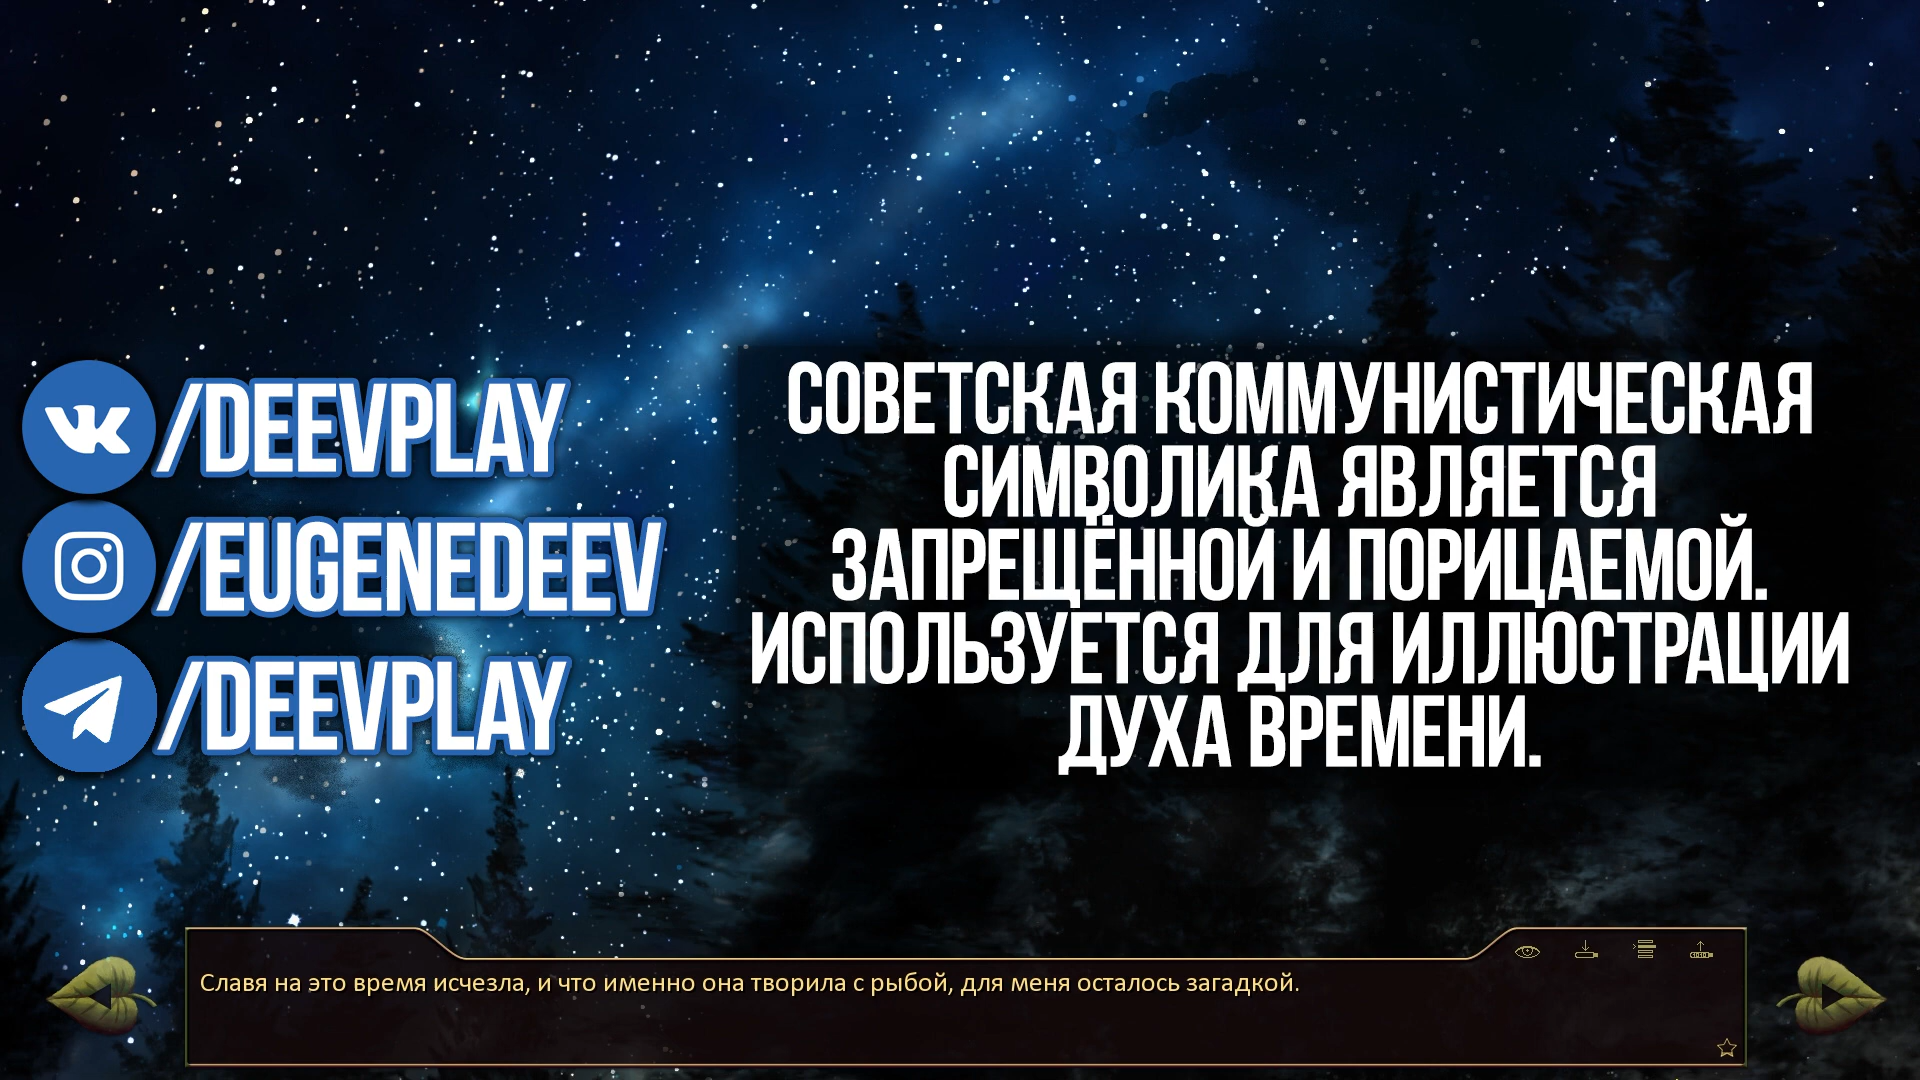 /DEEVPLAY
/EUGENEDEEV
/DEEVPLAY
СОВЕТСКАЯ КОММУНИСТИЧЕСКАЯ
СИМВОЛИКА ЯВЛЯЕТСЯ
ЗАПРЕЩЁННОЙ И ПОРИЦАЕМОЙ.
ИСПОЛЬЗУЕТСЯ ДЛЯ ИЛЛЮСТРАЦИИ
ДУХА ВРЕМЕНИ.
Славя на это время исчезла, и что именно она творила с рыбой, для меня осталось загадкой.